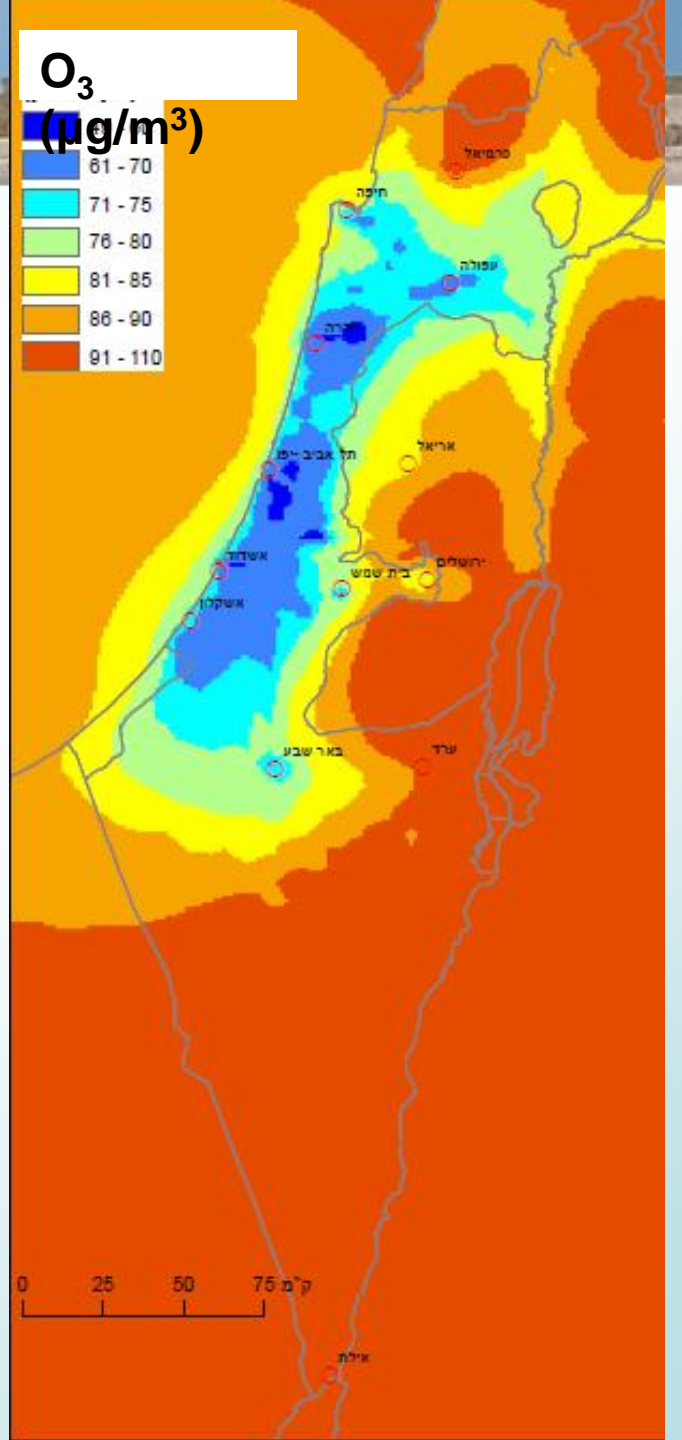 O3
(µg/m3)
61 - 70
71 - 75
76 - 80
81 - 85
86 - 90
91 - 110
כרמיאל
חיפה
עפולה
אריאל
תל אביב -יפו
אשדוד
בית שמש
ירושלים
אשקלון
באר שבע
ערד
0 25 50 75 ק"מ
אילת